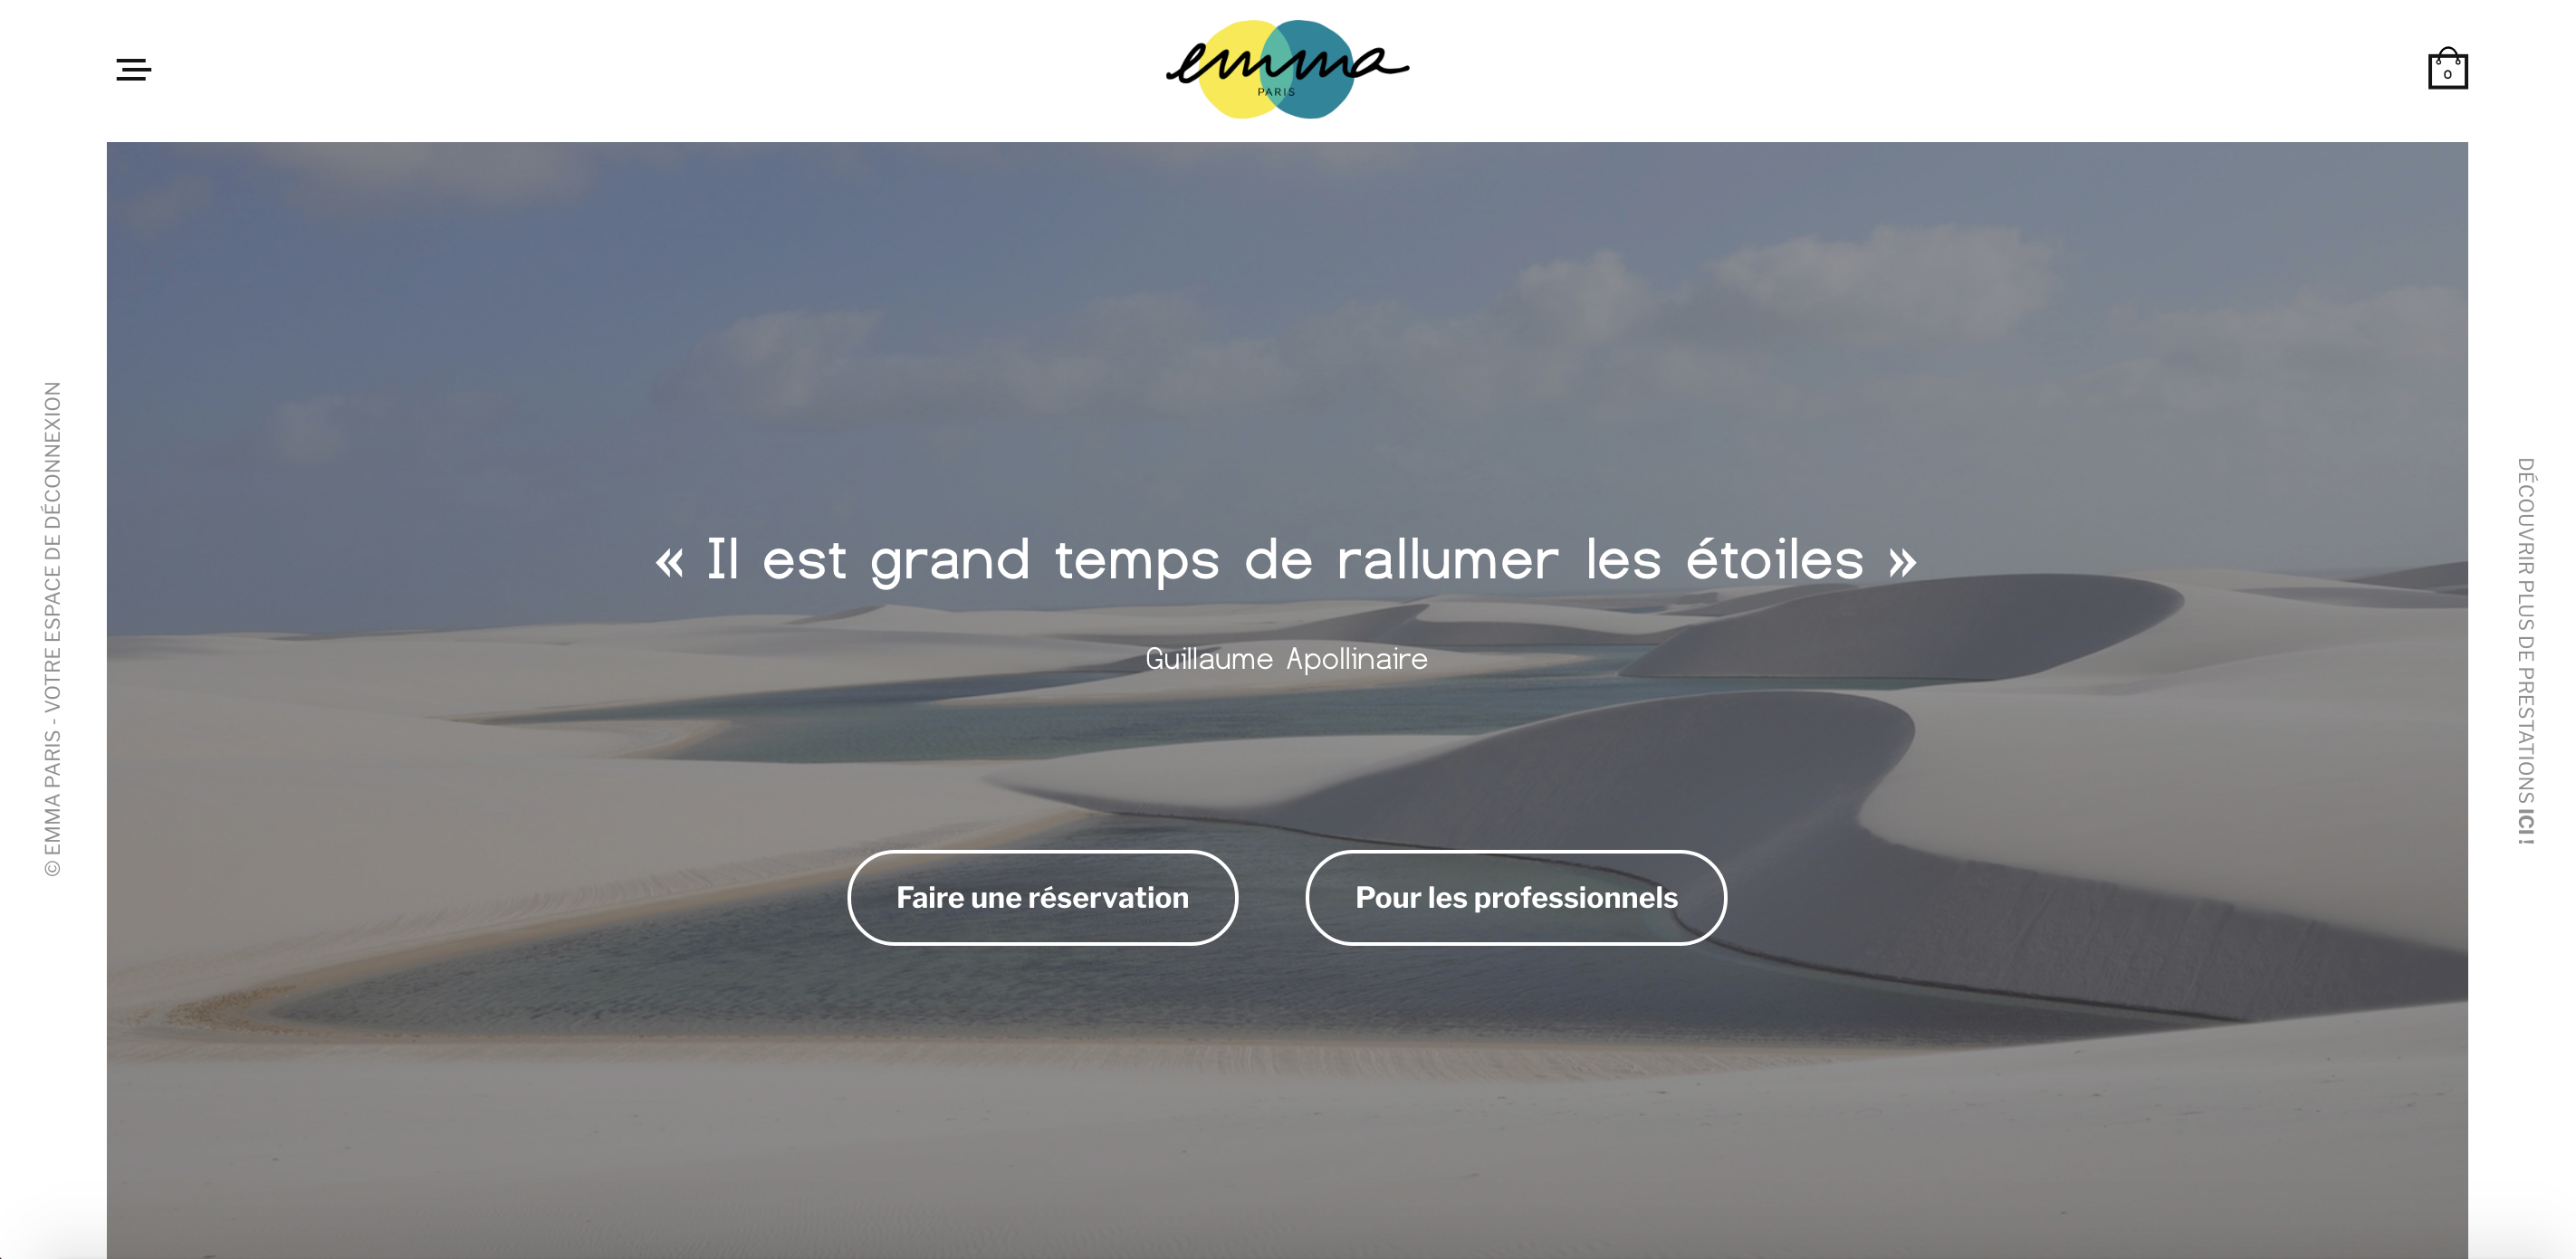 emma
PARIS
0
© EMMA PARIS - VOTRE ESPACE DE DÉCONNEXION
« Il est grand temps de rallumer les étoiles »
Guillaume Apollinaire
Faire une réservation
Pour les professionnels
DÉCOUVRIR PLUS DE PRESTATIONS ICI !